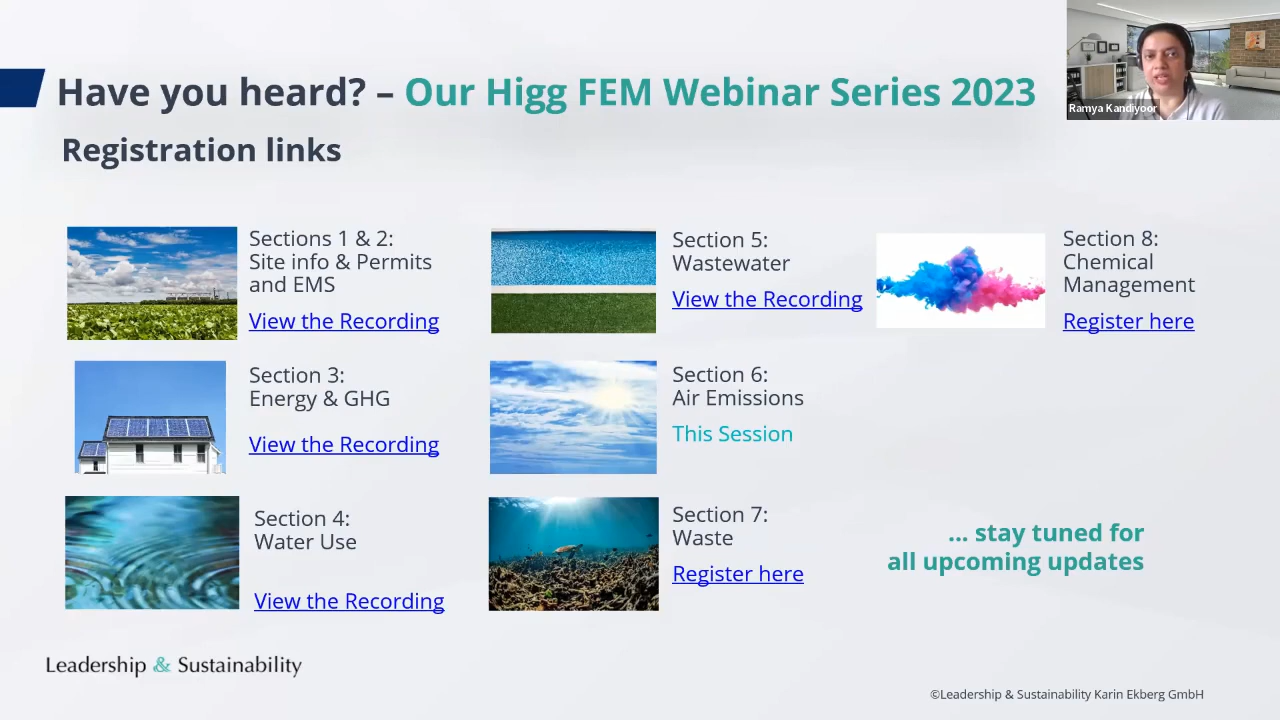 Have you heard? – Our Higg FEM Webinar Series 2023
Ramya Kandiyoor
Registration links
Sections 1 & 2:
Site info & Permits
and EMS
View the Recording
Section 3:
Energy & GHG
View the Recording
Section 4:
Water Use
View the Recording
Section 5:
Wastewater
View the Recording
Section 6:
Air Emissions
This Session
Section 7:
Waste
Register here
Section 8:
Chemical
Management
Register here
... stay tuned for
all upcoming updates
Leadership & Sustainability
©Leadership & Sustainability Karin Ekberg GmbH